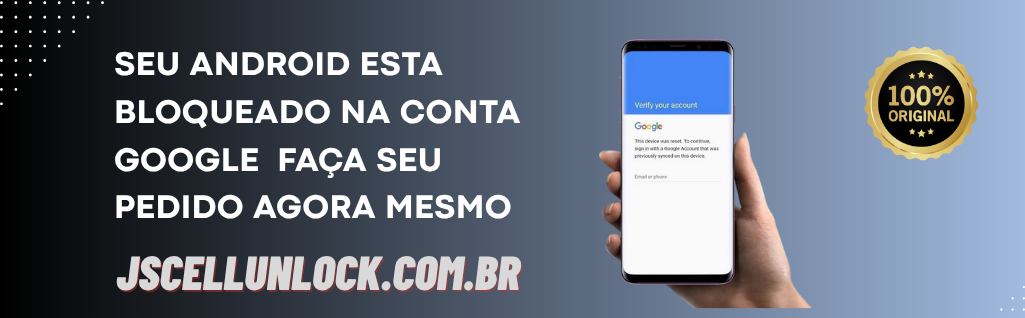 SEU ANDROID ESTA
BLOQUEADO NA CONTA
GOOGLE FAÇA SEU
PEDIDO AGORA MESMO
JSCELLUNLOCK.COM.BR
Verify your account
Google
This device was reset. To continue,
sign in with a Google Account that was
previously synced on this device.
Email or phone
100%
ORIGINAL